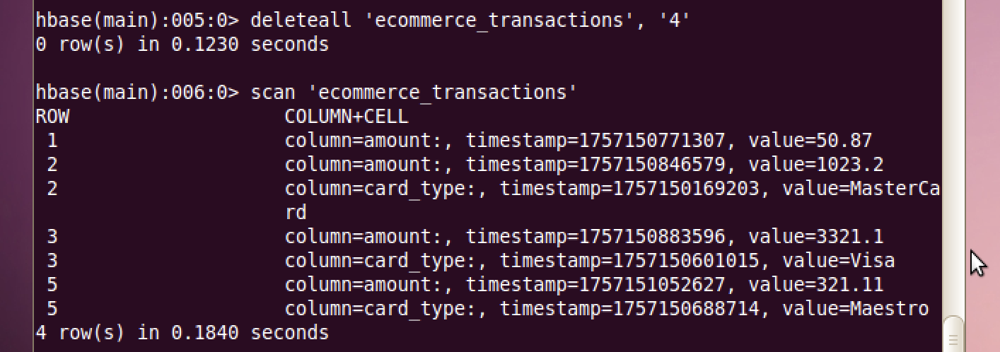 hbase(main):005:0> deleteall 'ecommerce_transactions', '4'
0 row(s) in 0.1230 seconds
hbase(main):006:0> scan 'ecommerce_transactions'
ROW                   COLUMN+CELL
 1                    column=amount:, timestamp=1757150771307, value=50.87
 2                    column=amount:, timestamp=1757150846579, value=1023.2
 2                    column=card_type:, timestamp=1757150169203, value=MasterCa
                      rd
 3                    column=amount:, timestamp=1757150883596, value=3321.1
 3                    column=card_type:, timestamp=1757150601015, value=Visa
 5                    column=amount:, timestamp=1757151052627, value=321.11
 5                    column=card_type:, timestamp=1757150688714, value=Maestro
4 row(s) in 0.1840 seconds